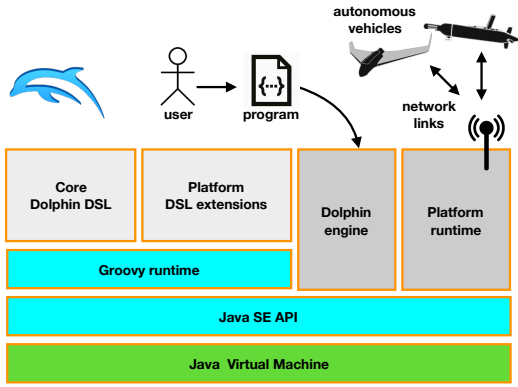 autonomous
vehicles
user
program
{...}
network
links
Core
Dolphin DSL
Platform
DSL extensions
Dolphin
engine
Platform
runtime
Groovy runtime
Java SE API
Java Virtual Machine